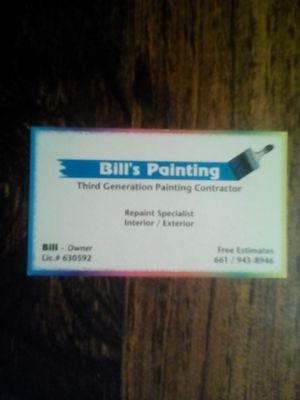 Bill's Painting
Third Generation Painting Contractor
Repaint Specialist
Interior / Exterior
Bill - Owner
Lic.# 630592
Free Estimates
661 / 943-8946